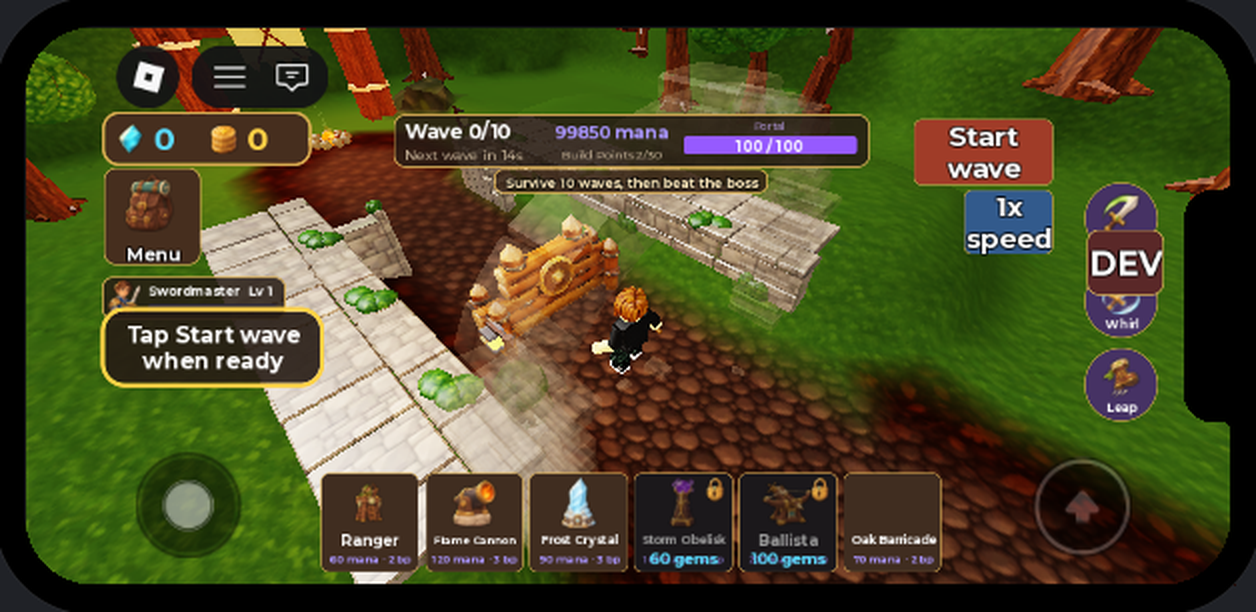 0 0
Wave 0/10
99850 mana
Portal
100/100
Next wave in 14s
Build Points 2/30
Survive 10 waves, then beat the boss
Start
wave
1x
speed
Menu
DEV
Swordmaster Lv 1
Tap Start wave
when ready
Whirl
Leap
Ranger
60 mana · 2 bp
Flame Cannon
120 mana · 3 bp
Frost Crystal
90 mana · 3 bp
Storm Obelisk
60 gems
Ballista
100 gems
Oak Barricade
70 mana · 2 bp